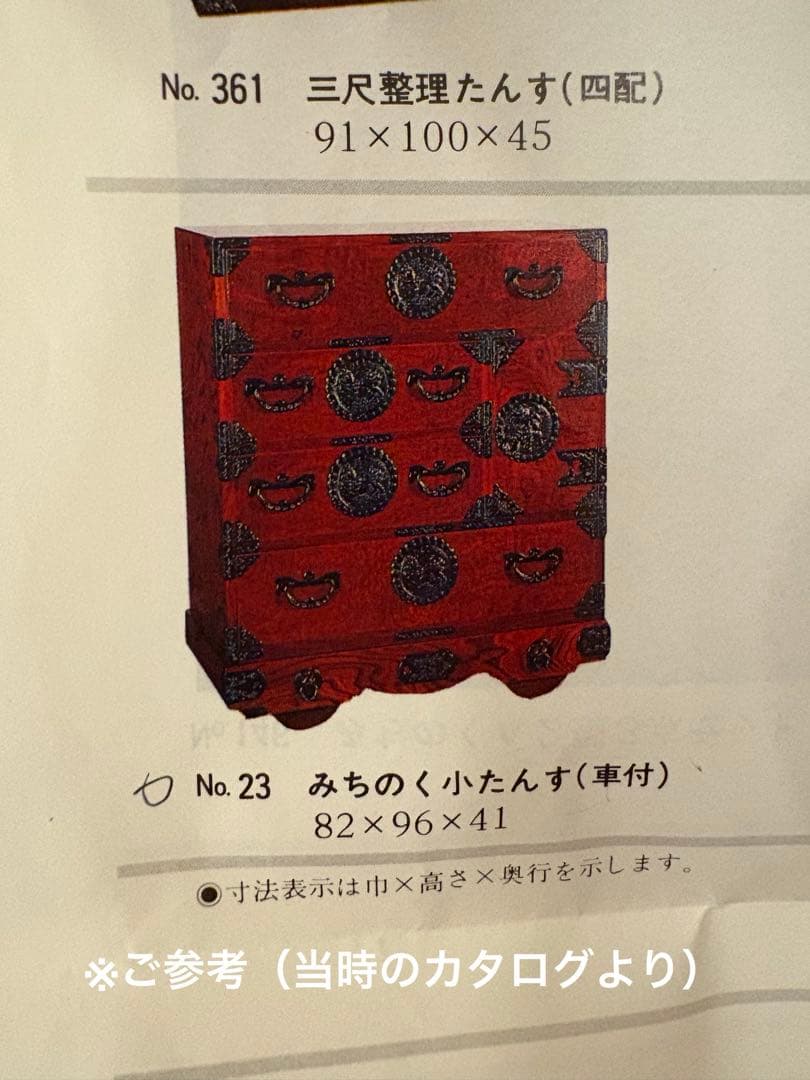 No. 361 三尺整理たんす(四配)
91×100×45
No. 23 みちのく小たんす(車付)
82×96×41
◉寸法表示は巾×高さ×奥行を示します。
※ご参考（当時のカタログより）